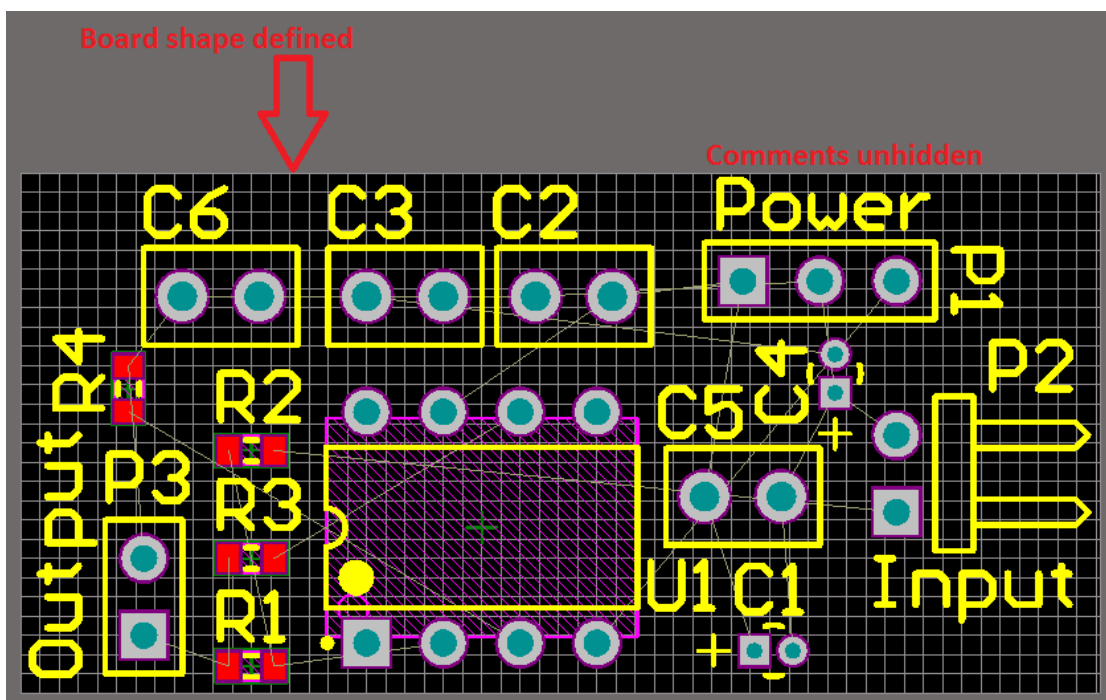 Board shape defined
Comments unhidden
C6
C3
C2
Power
P1
R4
R2
C5
C4
P2
Output
P3
R3
R1
U1
C1
Input
+
+